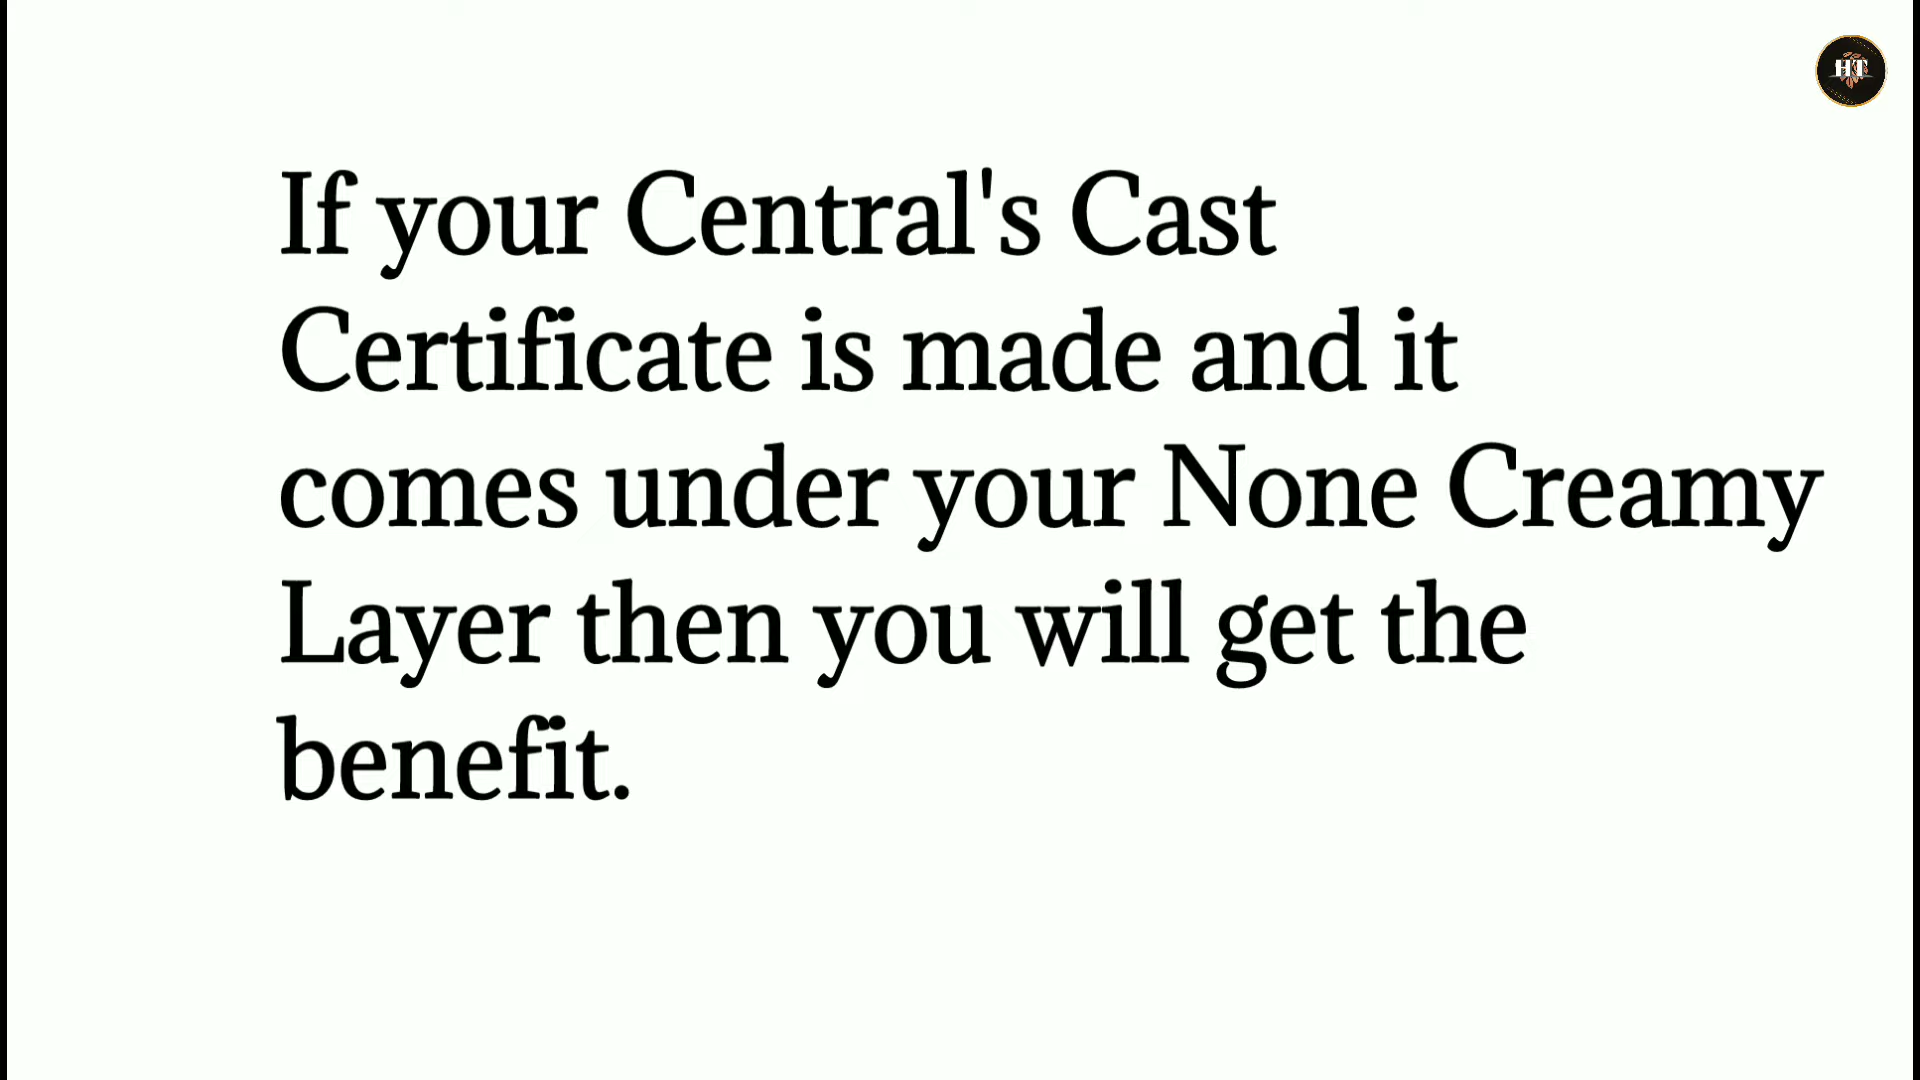 HT
If your Central's Cast
Certificate is made and it
comes under your None Creamy
Layer then you will get the
benefit.